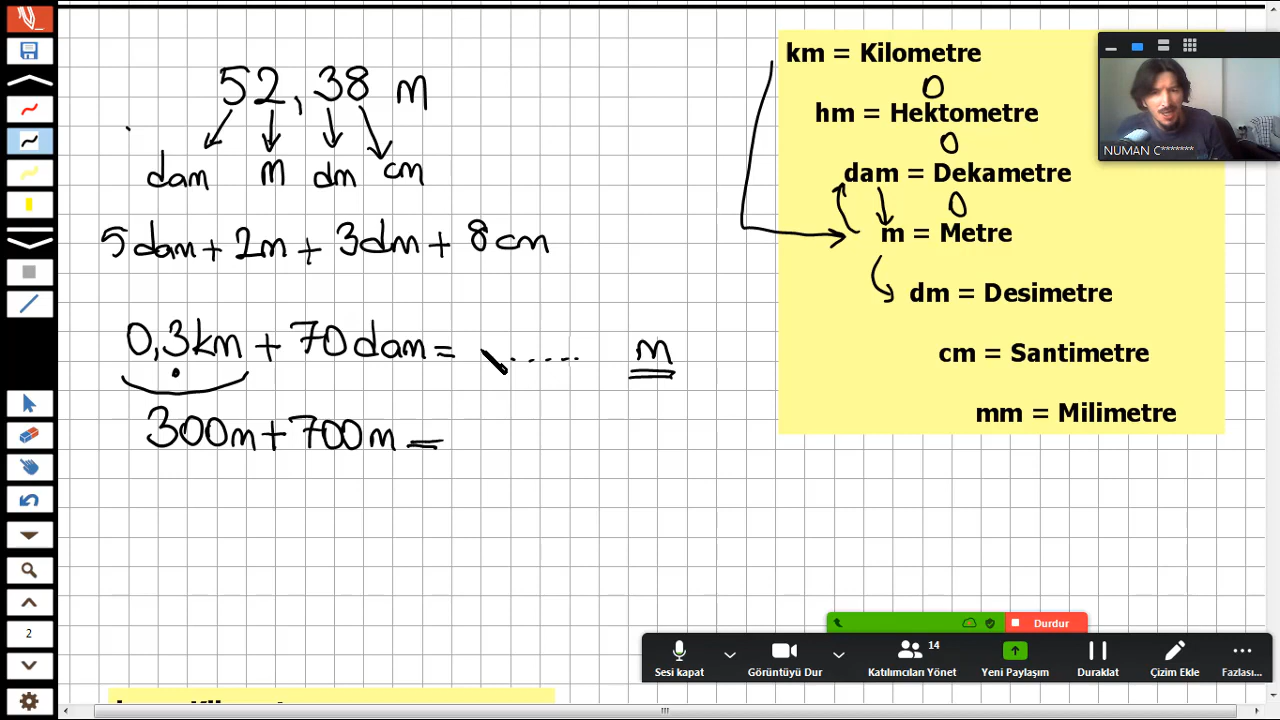 52,38 m
dam m dm cm
5dam+2m+3dm+8cm
0,3km+70dam=........ m
300m+700m=
km = Kilometre
0
hm = Hektometre
0
dam = Dekametre
0
m = Metre
dm = Desimetre
cm = Santimetre
mm = Milimetre
NUMAN C*******
2
Durdur
14
Sesi kapat
Görüntüyü Dur
Katılımcıları Yönet
Yeni Paylaşım
Duraklat
Çizim Ekle
Fazlası...